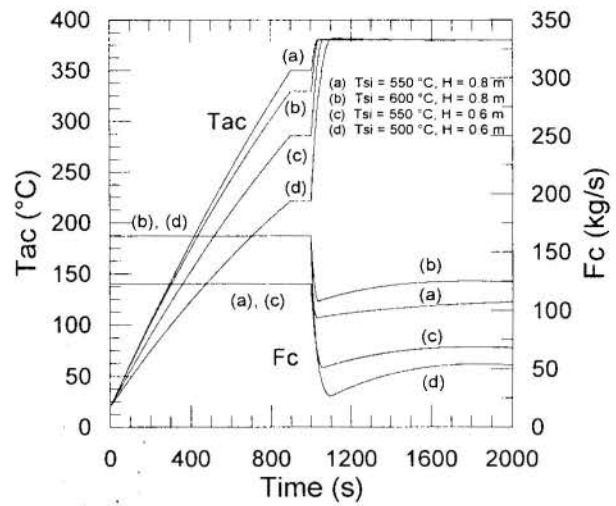 400
350
300
250
200
150
100
50
0
Tac (°C)
350
300
250
200
150
100
50
0
Fc (kg/s)
0
400
800
1200
1600
2000
Time (s)
Tac
(a)
(b)
(c)
(d)
(a) Tsi = 550 °C, H = 0.8 m
(b) Tsi = 600 °C, H = 0.8 m
(c) Tsi = 550 °C, H = 0.6 m
(d) Tsi = 500 °C, H = 0.6 m
(b), (d)
(a), (c)
Fc
(b)
(a)
(c)
(d)